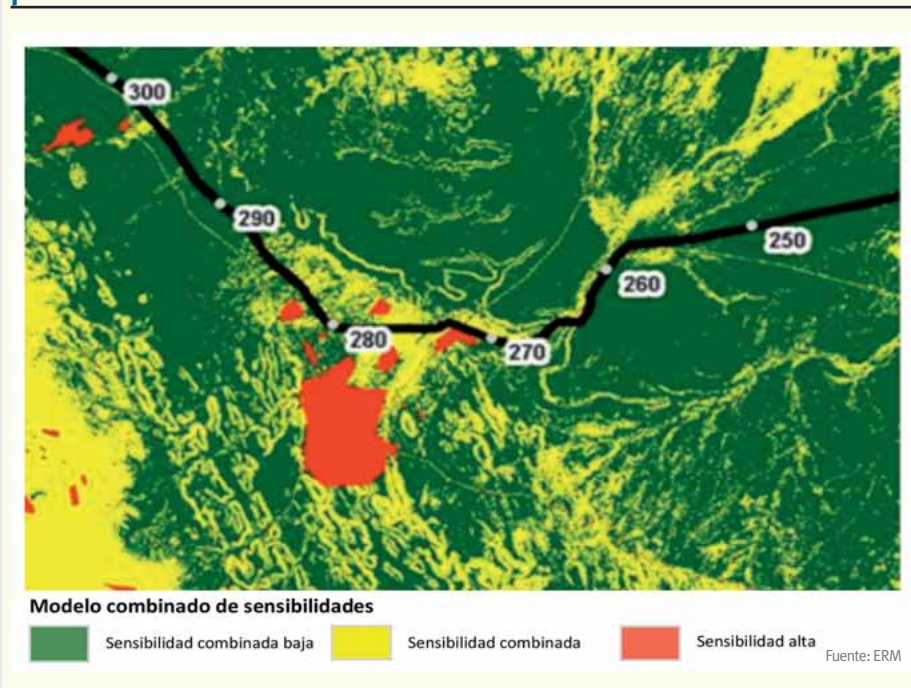 300
290
250
260
280
270
Modelo combinado de sensibilidades
Sensibilidad combinada baja
Sensibilidad combinada
Sensibilidad alta
Fuente: ERM